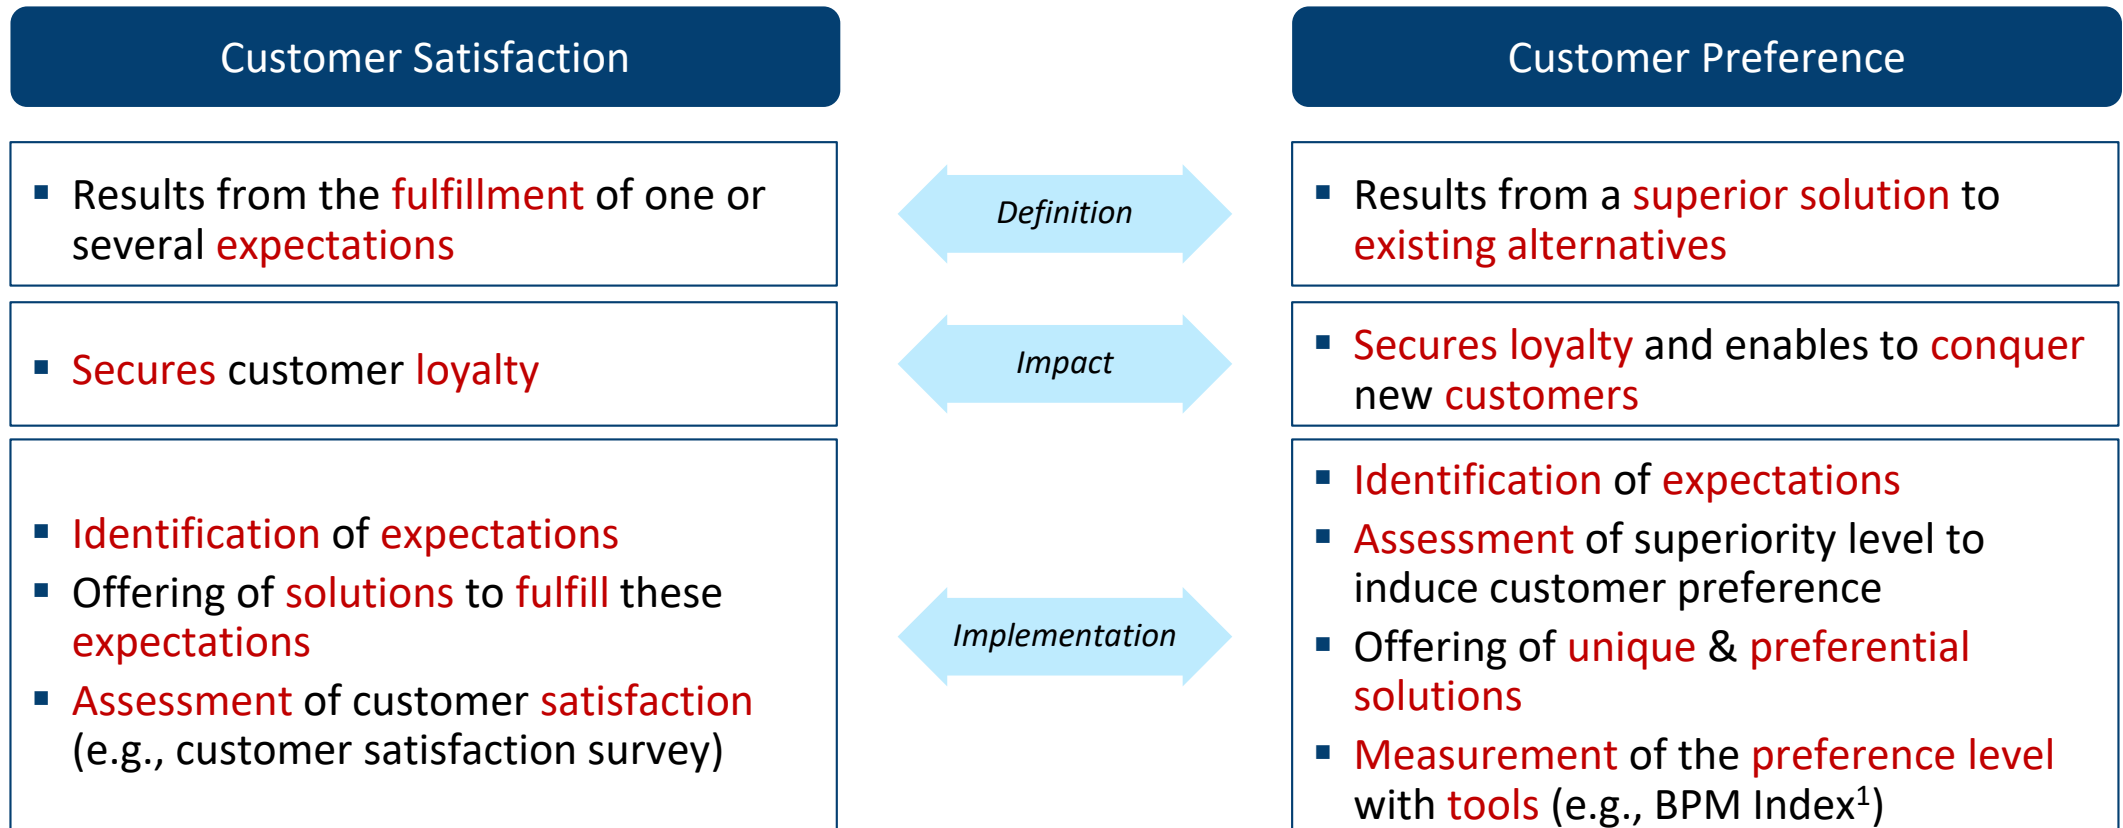 Customer Satisfaction
Customer Preference
▪ Results from the fulfillment of one or
several expectations
Definition
▪ Results from a superior solution to
existing alternatives
▪ Secures customer loyalty
Impact
▪ Secures loyalty and enables to conquer
new customers
▪ Identification of expectations
▪ Offering of solutions to fulfill these
expectations
▪ Assessment of customer satisfaction
(e.g., customer satisfaction survey)
Implementation
▪ Identification of expectations
▪ Assessment of superiority level to
induce customer preference
▪ Offering of unique & preferential
solutions
▪ Measurement of the preference level
with tools (e.g., BPM Index¹)